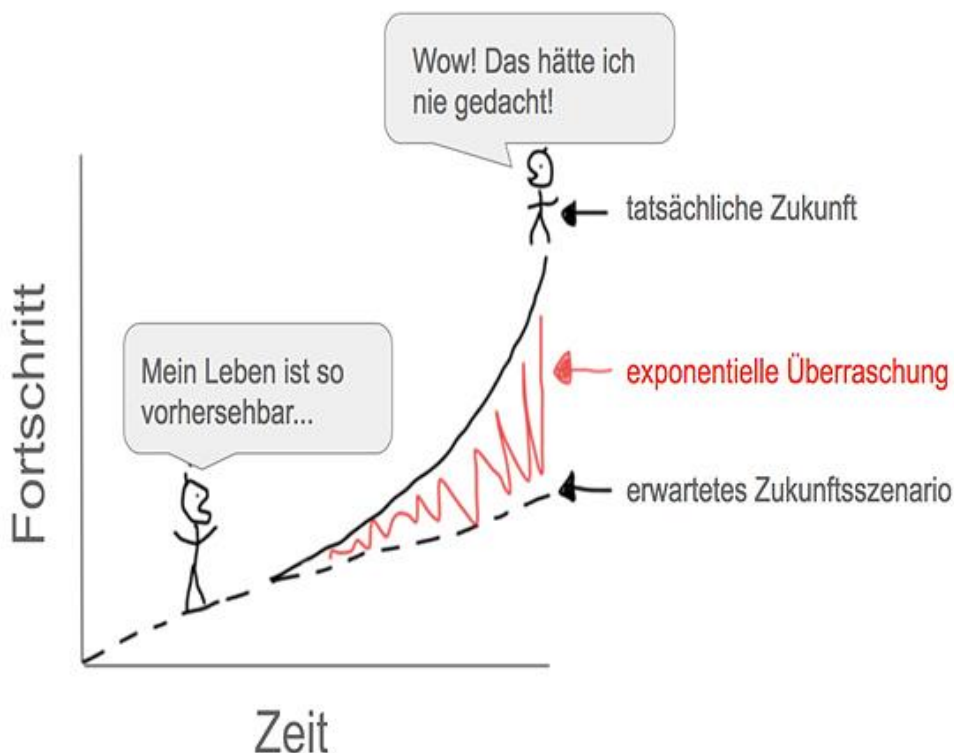 Wow! Das hätte ich
nie gedacht!
tatsächliche Zukunft
Fortschritt
Mein Leben ist so
vorhersehbar...
exponentielle Überraschung
erwartetes Zukunftsszenario
Zeit